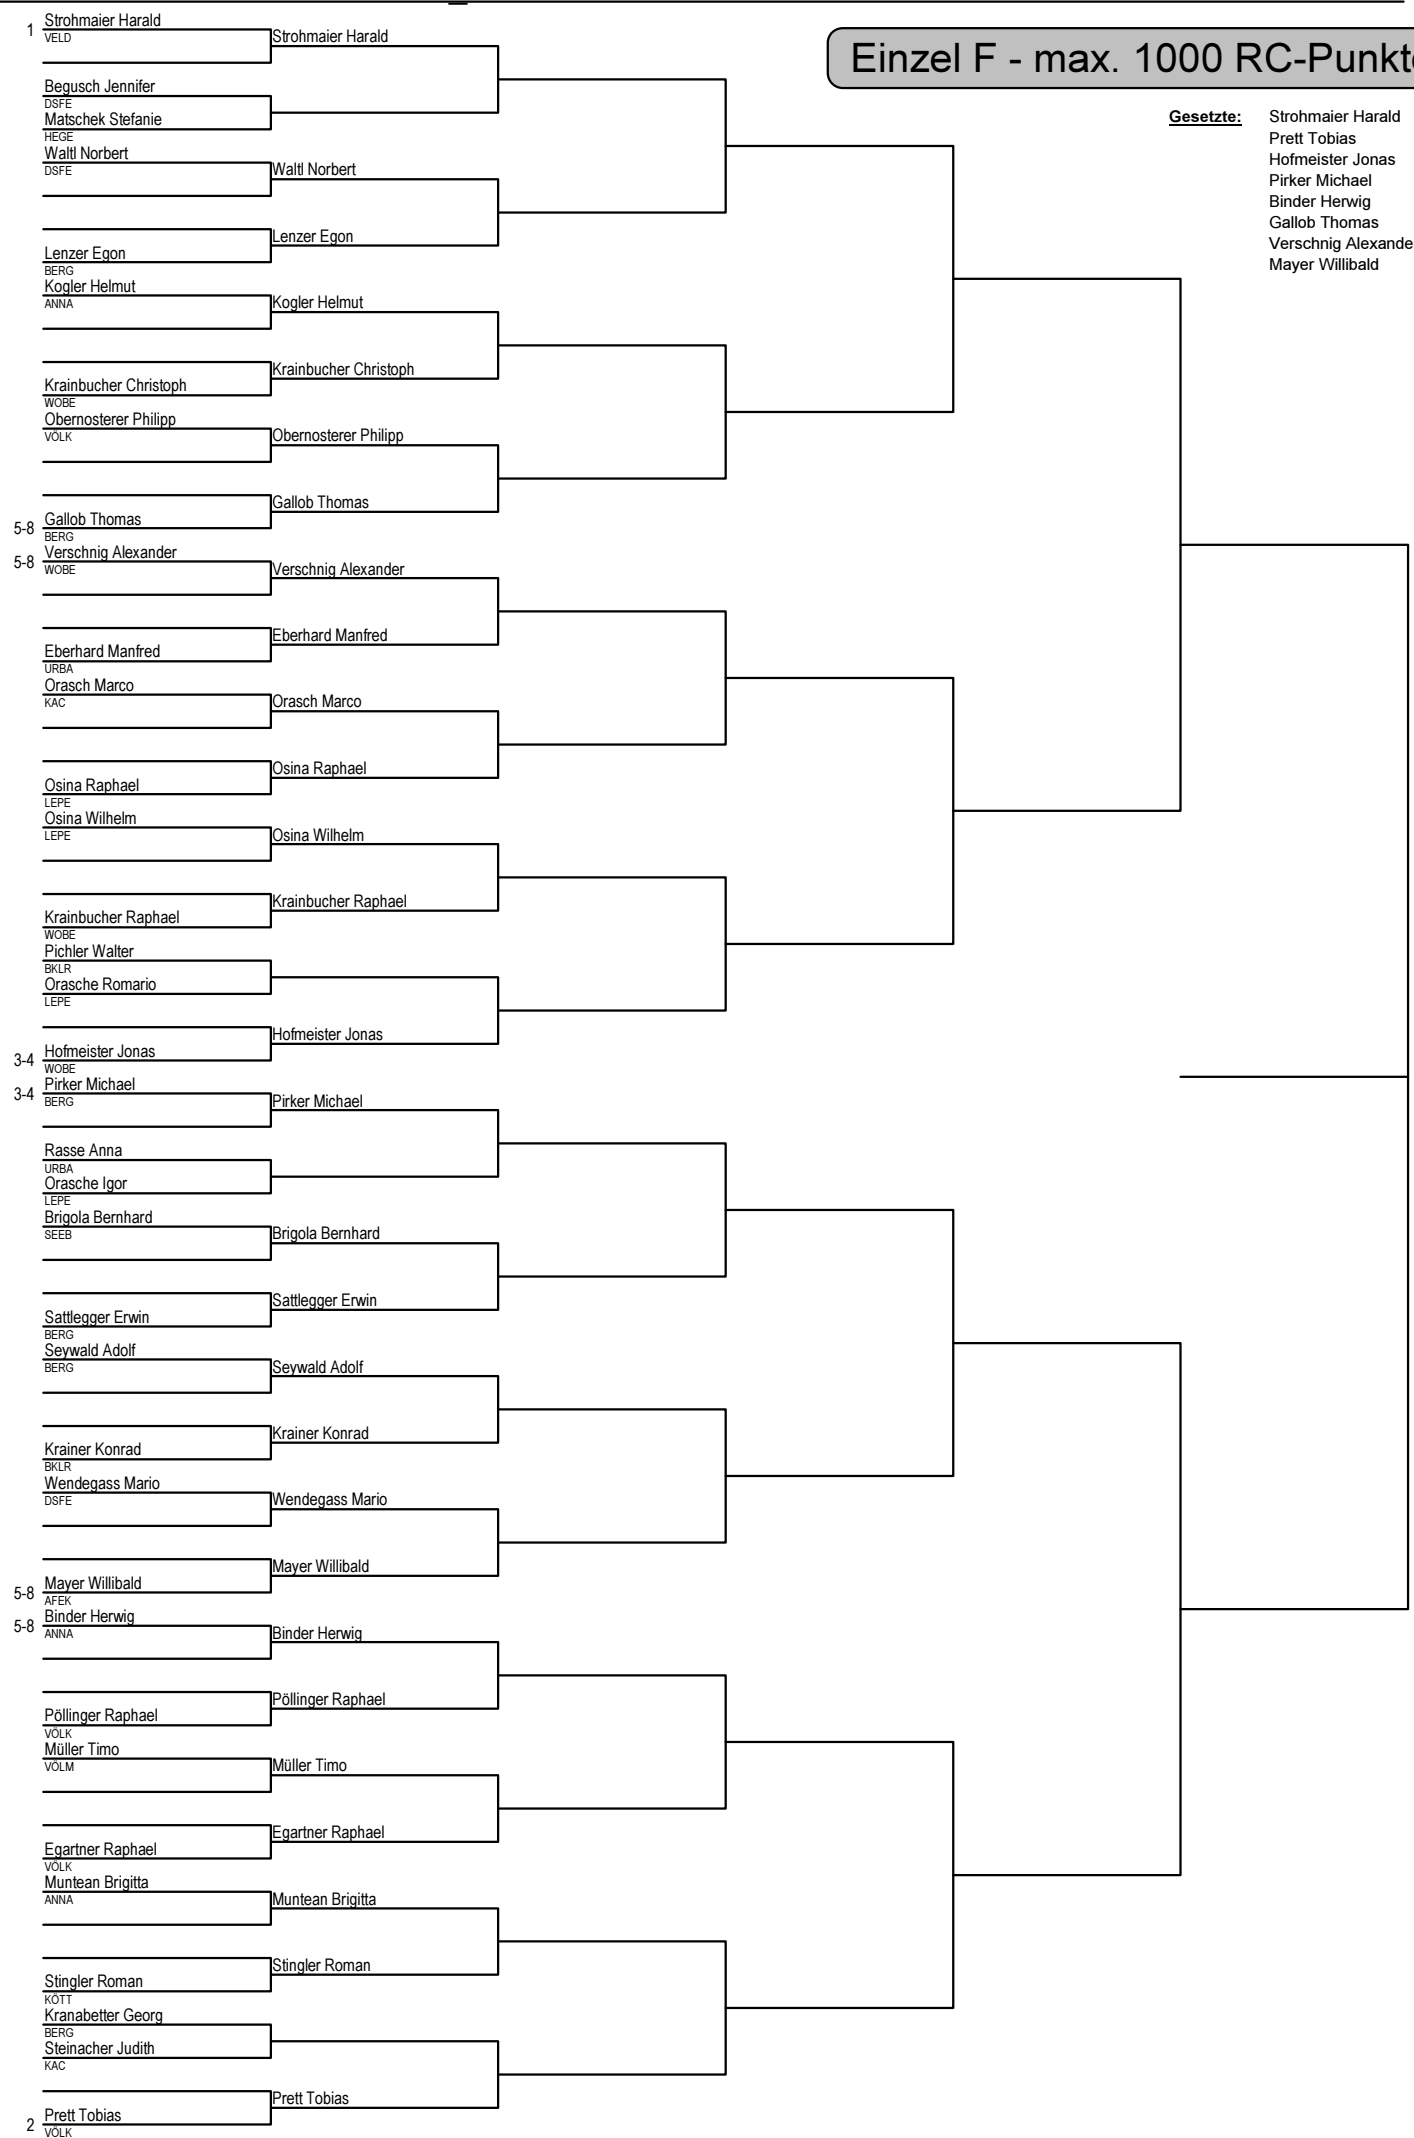 1 Strohmaier Harald
VELD
Strohmaier Harald
Einzel F - max. 1000 RC-Punkt
Gesetzte: Strohmaier Harald
Prett Tobias
Hofmeister Jonas
Pirker Michael
Binder Herwig
Gallob Thomas
Verschnig Alexande
Mayer Willibald
Begusch Jennifer
DSFE
Matschek Stefanie
HEGE
Waltl Norbert
DSFE
Waltl Norbert
Lenzer Egon
Lenzer Egon
BERG
Kogler Helmut
ANNA
Kogler Helmut
Krainbucher Christoph
Krainbucher Christoph
WOBE
Obernosterer Philipp
VÖLK
Obernosterer Philipp
Gallob Thomas
5-8 Gallob Thomas
BERG
5-8 Verschnig Alexander
WOBE
Verschnig Alexander
Eberhard Manfred
Eberhard Manfred
URBA
Orasch Marco
KAC
Orasch Marco
Osina Raphael
Osina Raphael
LEPE
Osina Wilhelm
LEPE
Osina Wilhelm
Krainbucher Raphael
Krainbucher Raphael
WOBE
Pichler Walter
BKLR
Orasche Romario
LEPE
Hofmeister Jonas
3-4 Hofmeister Jonas
WOBE
3-4 Pirker Michael
BERG
Pirker Michael
Rasse Anna
URBA
Orasche Igor
LEPE
Brigola Bernhard
SEEB
Brigola Bernhard
Sattlegger Erwin
Sattlegger Erwin
BERG
Seywald Adolf
BERG
Seywald Adolf
Krainer Konrad
Krainer Konrad
BKLR
Wendegass Mario
DSFE
Wendegass Mario
Mayer Willibald
5-8 Mayer Willibald
AFEK
5-8 Binder Herwig
ANNA
Binder Herwig
Pöllinger Raphael
Pöllinger Raphael
VÖLK
Müller Timo
VÖLM
Müller Timo
Egartner Raphael
Egartner Raphael
VÖLK
Muntean Brigitta
ANNA
Muntean Brigitta
Stingler Roman
Stingler Roman
KÖTT
Kranabetter Georg
BERG
Steinacher Judith
KAC
Prett Tobias
2 Prett Tobias
VÖLK